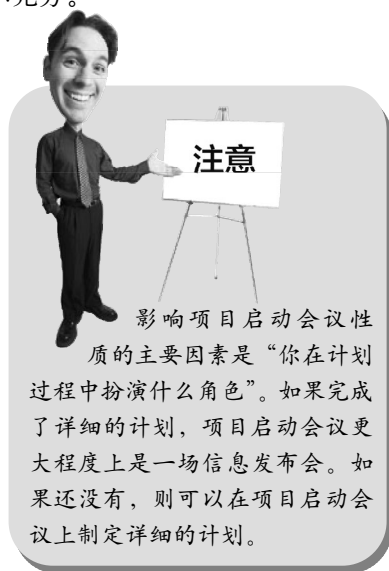 充分。
注意
影响项目启动会议性
质的主要因素是“你在计划
过程中扮演什么角色”。如果完成
了详细的计划，项目启动会议更
大程度上是一场信息发布会。如
果还没有，则可以在项目启动会
议上制定详细的计划。